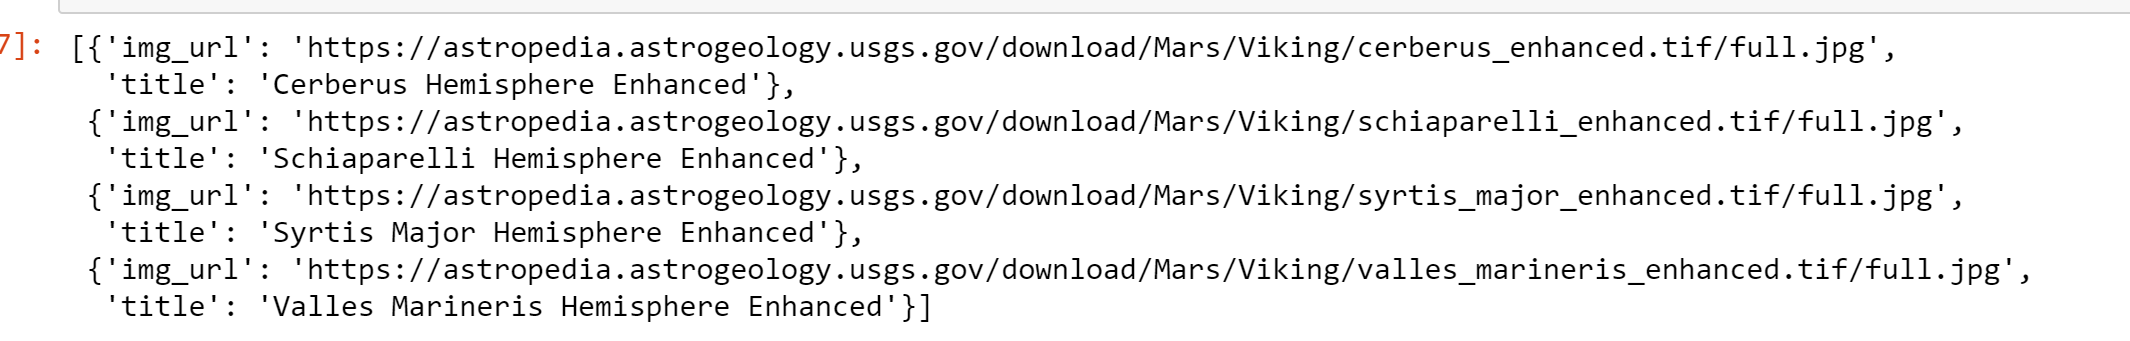 7]: [{'img_url': 'https://astropedia.astrogeology.usgs.gov/download/Mars/Viking/cerberus_enhanced.tif/full.jpg',
'title': 'Cerberus Hemisphere Enhanced'},
{'img_url': 'https://astropedia.astrogeology.usgs.gov/download/Mars/Viking/schiaparelli_enhanced.tif/full.jpg',
'title': 'Schiaparelli Hemisphere Enhanced'},
{'img_url': 'https://astropedia.astrogeology.usgs.gov/download/Mars/Viking/syrtis_major_enhanced.tif/full.jpg',
'title': 'Syrtis Major Hemisphere Enhanced'},
{'img_url': 'https://astropedia.astrogeology.usgs.gov/download/Mars/Viking/valles_marineris_enhanced.tif/full.jpg',
'title': 'Valles Marineris Hemisphere Enhanced'}]